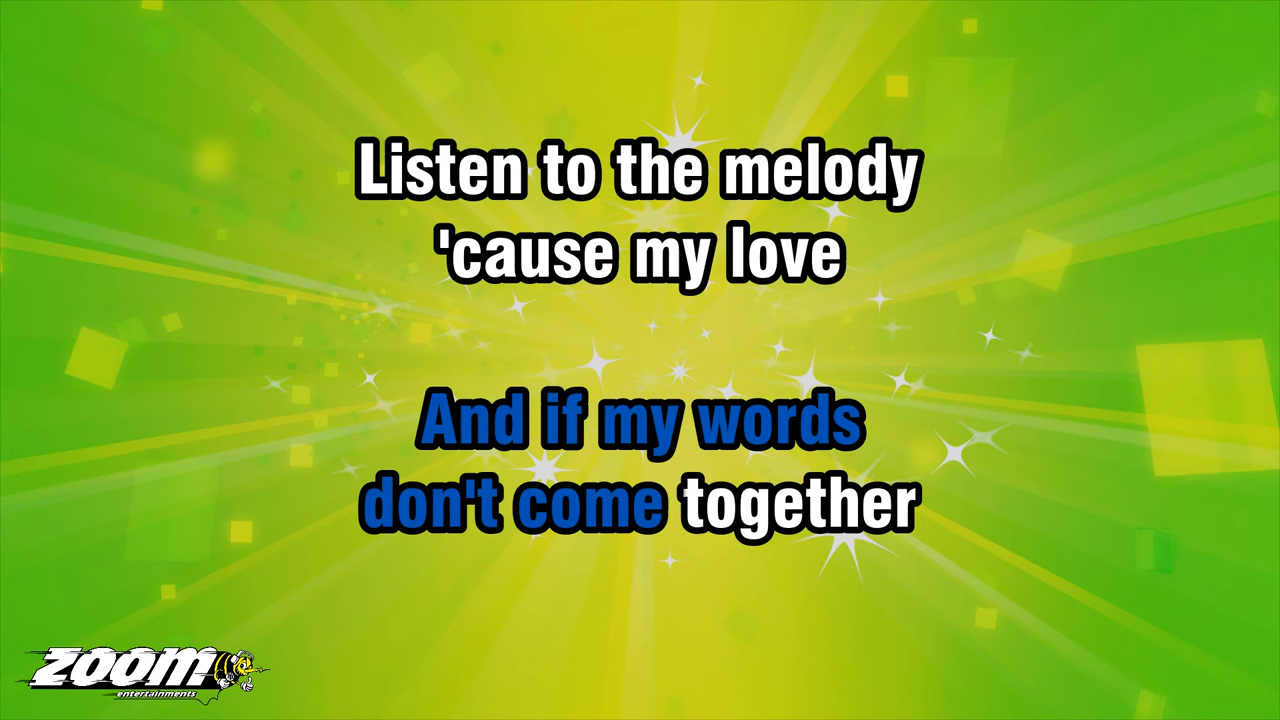 Listen to the melody
'cause my love
And if my words
don't come together
ZOOM
entertainments